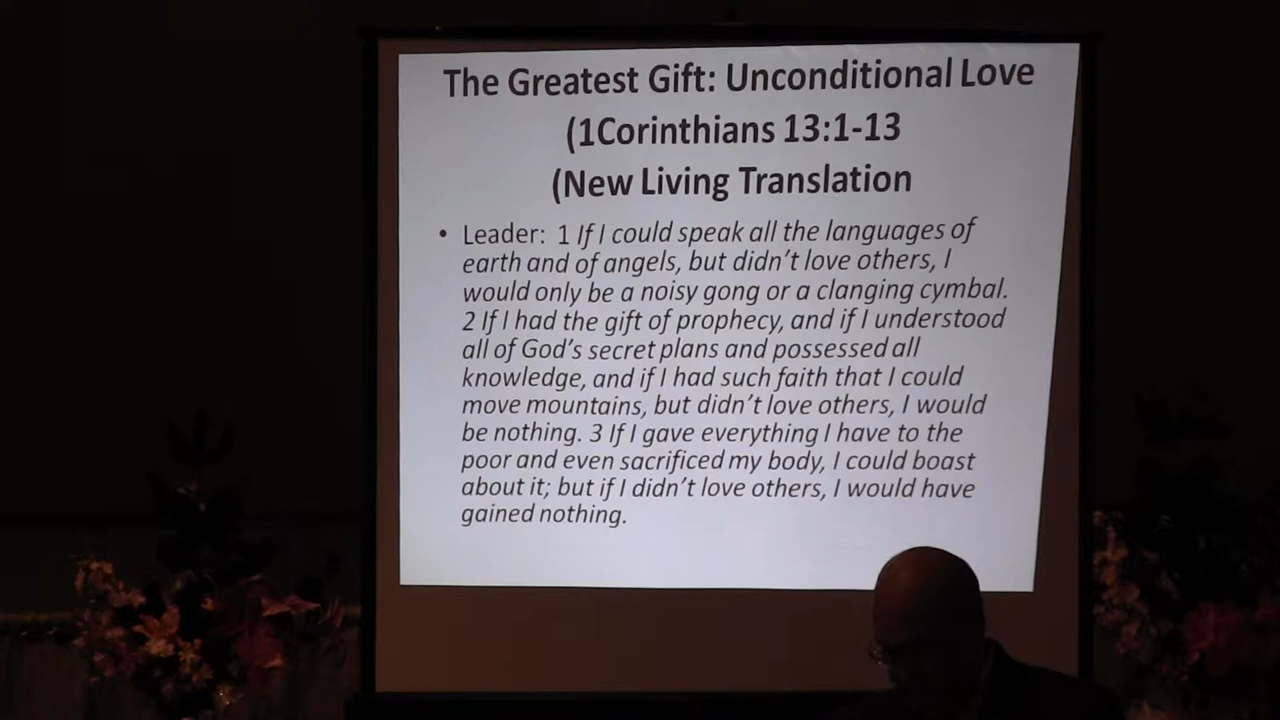 The Greatest Gift: Unconditional Love
(1Corinthians 13:1-13
(New Living Translation
• Leader: 1 If I could speak all the languages of
earth and of angels, but didn’t love others, I
would only be a noisy gong or a clanging cymbal.
2 If I had the gift of prophecy, and if I understood
all of God’s secret plans and possessed all
knowledge, and if I had such faith that I could
move mountains, but didn’t love others, I would
be nothing. 3 If I gave everything I have to the
poor and even sacrificed my body, I could boast
about it; but if I didn’t love others, I would have
gained nothing.